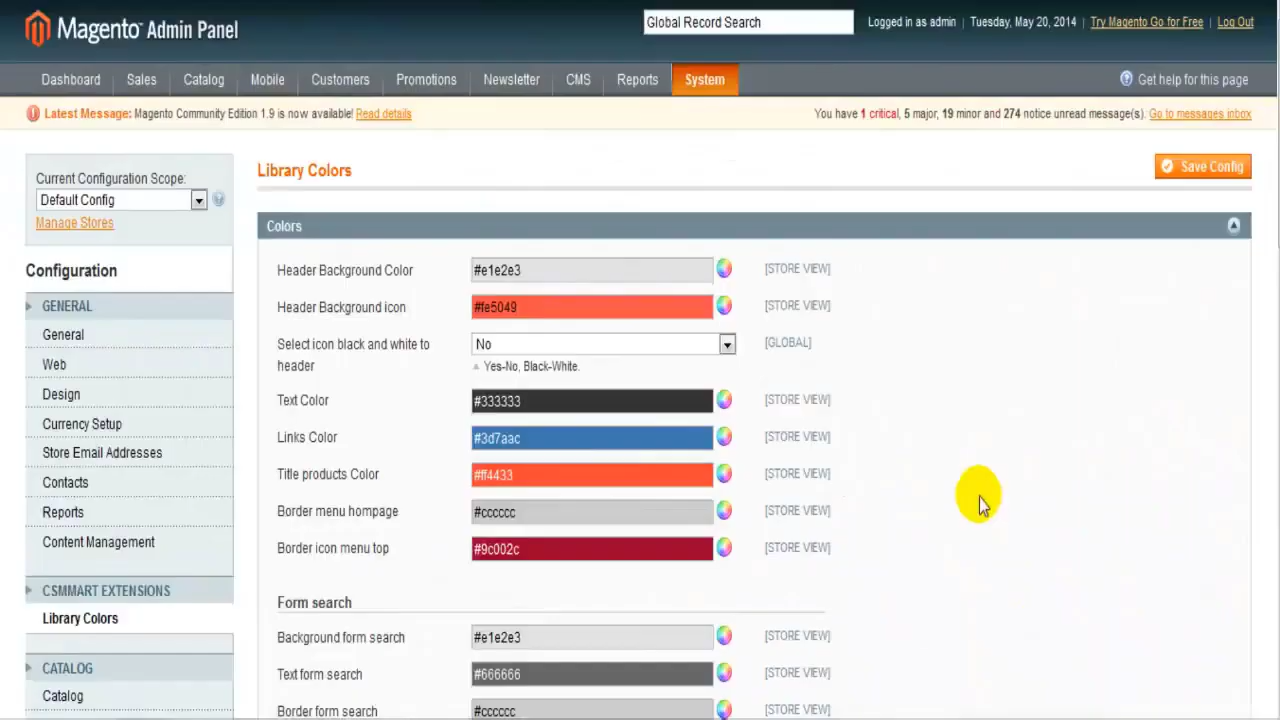 Magento Admin Panel
Global Record Search
Logged in as admin | Tuesday, May 20, 2014 | Try Magento Go for Free | Log Out
Dashboard Sales Catalog Mobile Customers Promotions Newsletter CMS Reports System
Get help for this page
Latest Message: Magento Community Edition 1.9 is now available! Read details
You have 1 critical, 5 major, 19 minor and 274 notice unread message(s). Go to messages inbox
Current Configuration Scope:
Default Config
Manage Stores
Configuration
GENERAL
General
Web
Design
Currency Setup
Store Email Addresses
Contacts
Reports
Content Management
CSMMART EXTENSIONS
Library Colors
CATALOG
Catalog
Library Colors
Save Config
Colors
Header Background Color #e1e2e3 [STORE VIEW]
Header Background icon #fe5049 [STORE VIEW]
Select icon black and white to No [GLOBAL]
header Yes-No, Black-White.
Text Color #333333 [STORE VIEW]
Links Color #3d7aac [STORE VIEW]
Title products Color #ff4433 [STORE VIEW]
Border menu hompage #cccccc [STORE VIEW]
Border icon menu top #9c002c [STORE VIEW]
Form search
Background form search #e1e2e3 [STORE VIEW]
Text form search #666666 [STORE VIEW]
Border form search #cccccc [STORE VIEW]